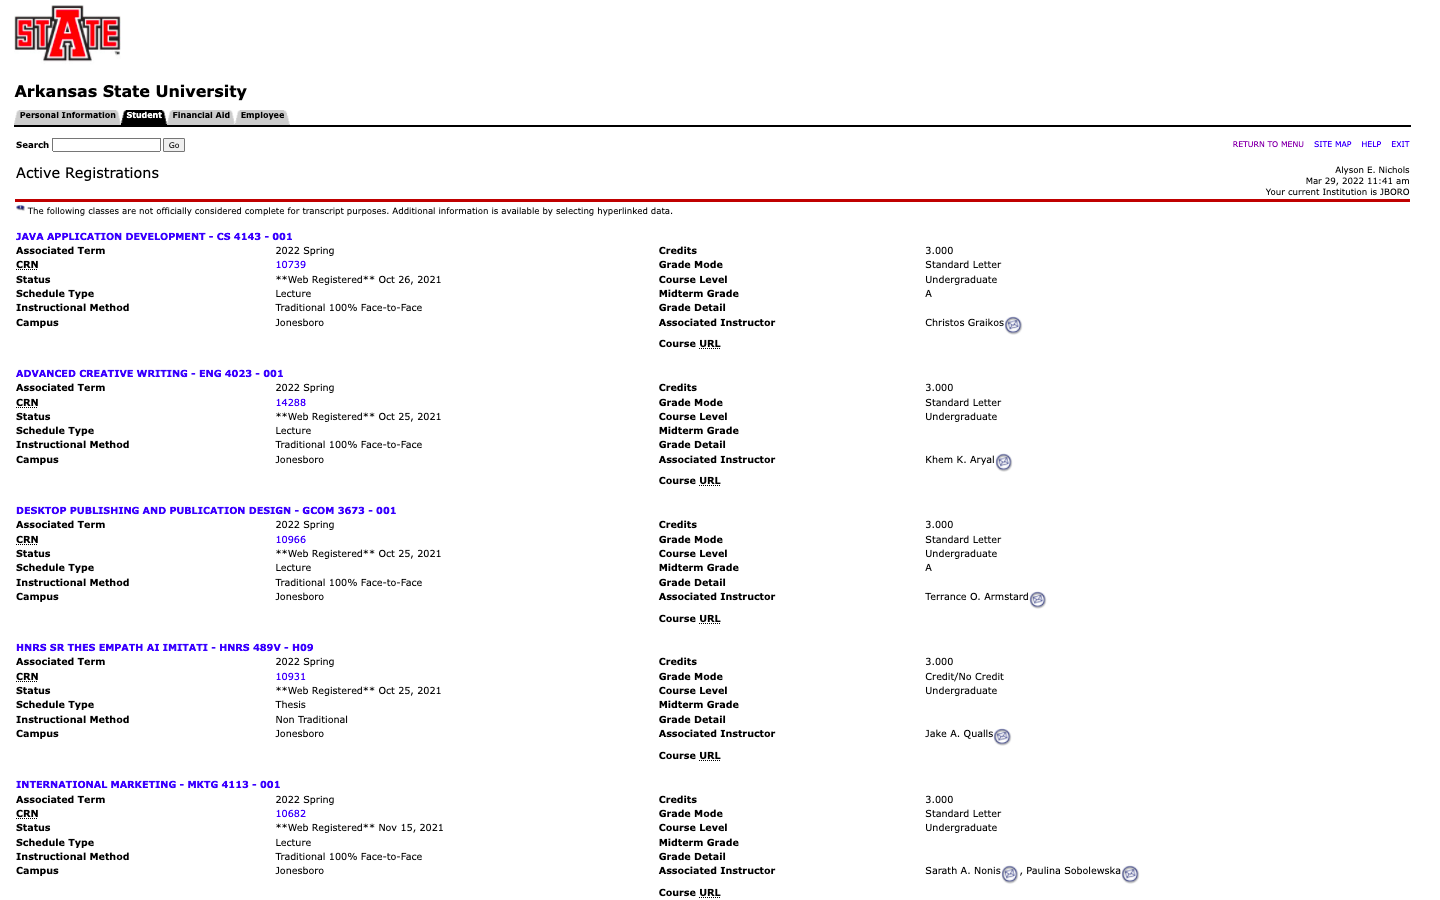 STATE
Arkansas State University
Personal Information Student Financial Aid Employee
Search Go RETURN TO MENU SITE MAP HELP EXIT
Active Registrations Alyson E. Nichols
Mar 29, 2022 11:41 am
Your current Institution is JBORO
The following classes are not officially considered complete for transcript purposes. Additional information is available by selecting hyperlinked data.
JAVA APPLICATION DEVELOPMENT - CS 4143 - 001
Associated Term 2022 Spring Credits 3.000
CRN 10739 Grade Mode Standard Letter
Status **Web Registered** Oct 26, 2021 Course Level Undergraduate
Schedule Type Lecture Midterm Grade A
Instructional Method Traditional 100% Face-to-Face Grade Detail
Campus Jonesboro Associated Instructor Christos Graikos
Course URL
ADVANCED CREATIVE WRITING - ENG 4023 - 001
Associated Term 2022 Spring Credits 3.000
CRN 14288 Grade Mode Standard Letter
Status **Web Registered** Oct 25, 2021 Course Level Undergraduate
Schedule Type Lecture Midterm Grade
Instructional Method Traditional 100% Face-to-Face Grade Detail
Campus Jonesboro Associated Instructor Khem K. Aryal
Course URL
DESKTOP PUBLISHING AND PUBLICATION DESIGN - GCOM 3673 - 001
Associated Term 2022 Spring Credits 3.000
CRN 10966 Grade Mode Standard Letter
Status **Web Registered** Oct 25, 2021 Course Level Undergraduate
Schedule Type Lecture Midterm Grade A
Instructional Method Traditional 100% Face-to-Face Grade Detail
Campus Jonesboro Associated Instructor Terrance O. Armstard
Course URL
HNRS SR THES EMPATH AI IMITATI - HNRS 489V - H09
Associated Term 2022 Spring Credits 3.000
CRN 10931 Grade Mode Credit/No Credit
Status **Web Registered** Oct 25, 2021 Course Level Undergraduate
Schedule Type Thesis Midterm Grade
Instructional Method Non Traditional Grade Detail
Campus Jonesboro Associated Instructor Jake A. Qualls
Course URL
INTERNATIONAL MARKETING - MKTG 4113 - 001
Associated Term 2022 Spring Credits 3.000
CRN 10682 Grade Mode Standard Letter
Status **Web Registered** Nov 15, 2021 Course Level Undergraduate
Schedule Type Lecture Midterm Grade
Instructional Method Traditional 100% Face-to-Face Grade Detail
Campus Jonesboro Associated Instructor Sarath A. Nonis , Paulina Sobolewska
Course URL